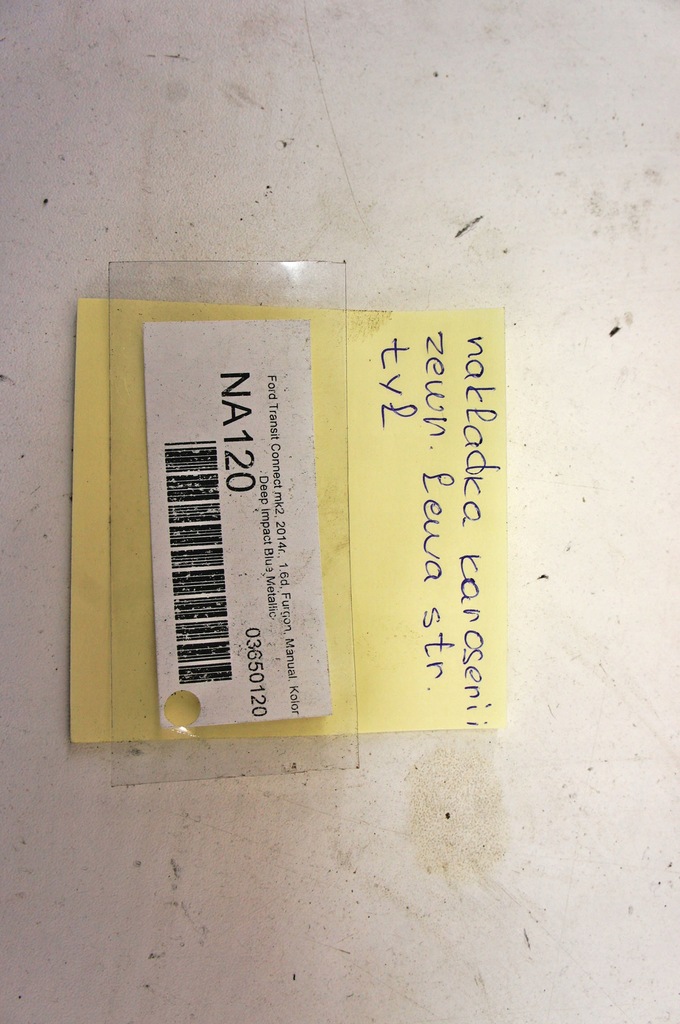 nakładka karoserii
zewn. lewa str.
tył
Ford Transit Connect mk2, 2014r., 1.6d, Furgon, Manual, Kolor
Deep Impact Blue Metallic
NA120
03650120